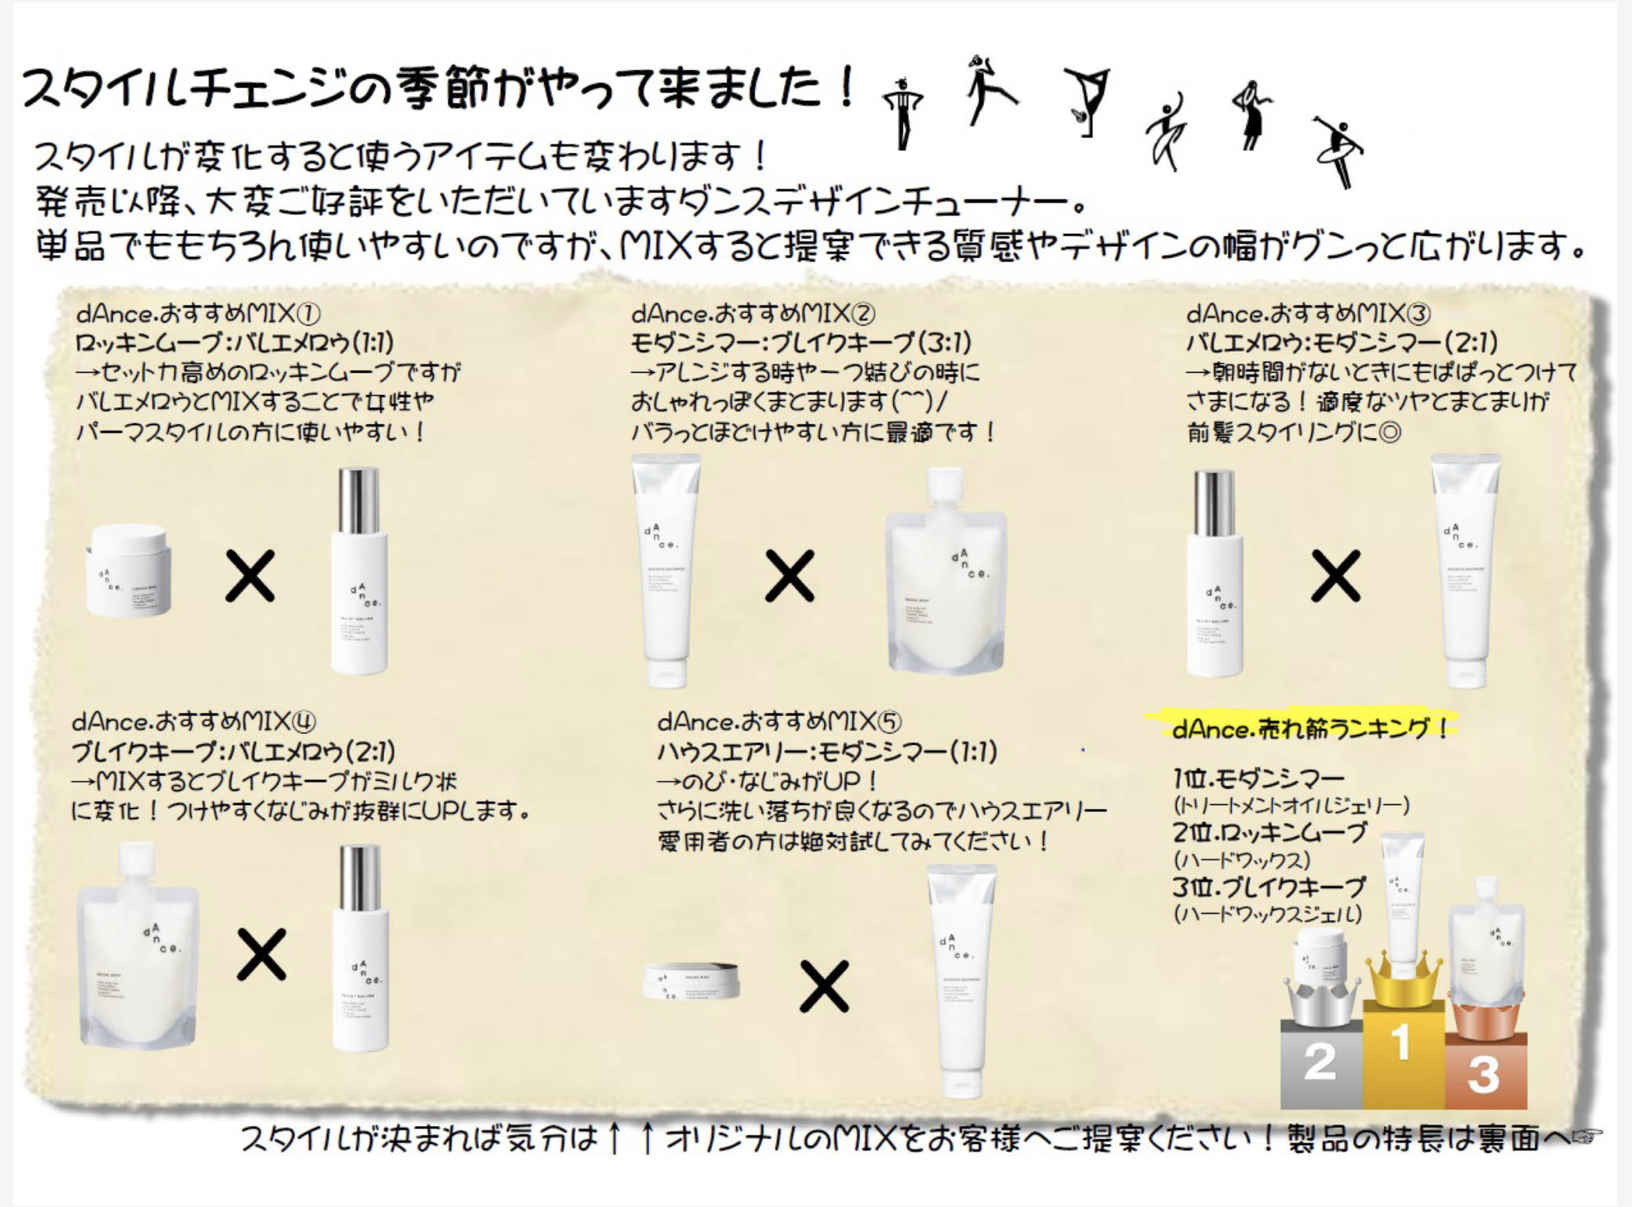 スタイルチェンジの季節がやって来ました！
スタイルが変化すると使うアイテムも変わります！
発売以降、大変ご好評をいただいていますダンスデザインチューナー。
単品でももちろん使いやすいのですが、MIXすると提案できる質感やデザインの幅がグンっと広がります。
dAnce.おすすめMIX①
ロッキンムーブ:バレエメロウ(1:1)
→セット力高めのロッキンムーブですが
バレエメロウとMIXすることで女性や
パーマスタイルの方に使いやすい！
dAnce.
dAnce.
dAnce.おすすめMIX②
モダンシマー:ブレイクキープ(3:1)
→アレンジする時や一つ結びの時に
おしゃれっぽくまとまります(^^)/
バラっとほどけやすい方に最適です！
dAnce.
dAnce.
dAnce.おすすめMIX③
バレエメロウ:モダンシマー(2:1)
→朝時間がないときにもぱぱっとつけて
さまになる！適度なツヤとまとまりが
前髪スタイリングに◎
dAnce.
dAnce.
dAnce.おすすめMIX④
ブレイクキープ:バレエメロウ(2:1)
→MIXするとブレイクキープがミルク状
に変化！つけやすくなじみが抜群にUPします。
dAnce.
dAnce.
dAnce.おすすめMIX⑤
ハウスエアリー:モダンシマー(1:1)
→のび・なじみがUP！
さらに洗い落ちが良くなるのでハウスエアリー
愛用者の方は絶対試してみてください！
dAnce.
dAnce.
dAnce.売れ筋ランキング！
1位.モダンシマー
(トリートメントオイルジェリー)
2位.ロッキンムーブ
(ハードワックス)
3位.ブレイクキープ
(ハードワックスジェル)
dAnce.
dAnce.
dAnce.
2
1
3
スタイルが決まれば気分は↑↑オリジナルのMIXをお客様へご提案ください！製品の特長は裏面へ☞